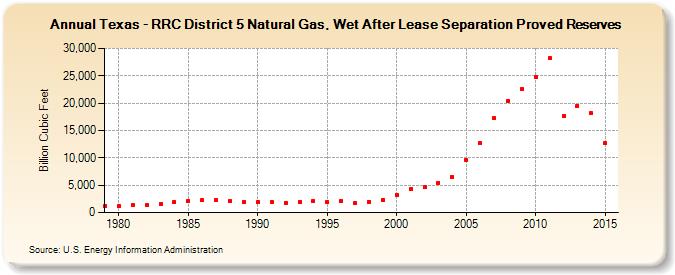 Annual Texas - RRC District 5 Natural Gas, Wet After Lease Separation Proved Reserves
Billion Cubic Feet
30,000
25,000
20,000
15,000
10,000
5,000
0
1980 1985 1990 1995 2000 2005 2010 2015
Source: U.S. Energy Information Administration